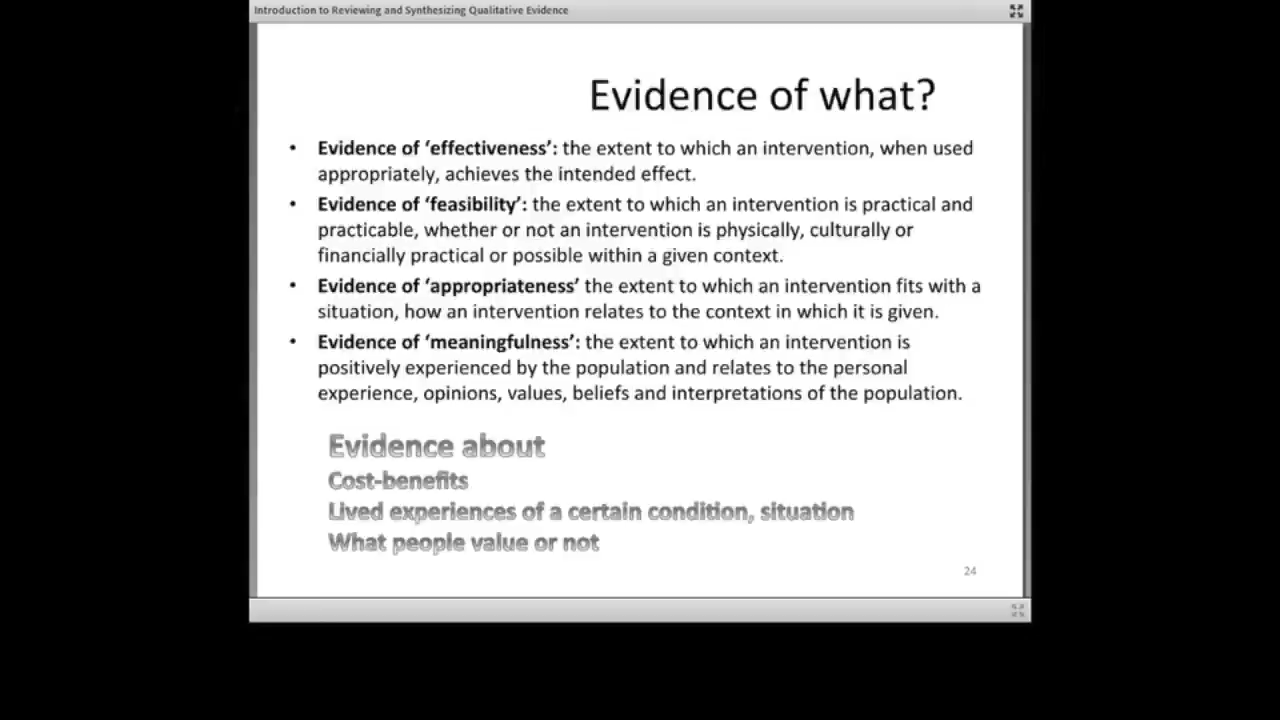 Introduction to Reviewing and Synthesizing Qualitative Evidence
Evidence of what?
• Evidence of ‘effectiveness’: the extent to which an intervention, when used
appropriately, achieves the intended effect.
• Evidence of ‘feasibility’: the extent to which an intervention is practical and
practicable, whether or not an intervention is physically, culturally or
financially practical or possible within a given context.
• Evidence of ‘appropriateness’ the extent to which an intervention fits with a
situation, how an intervention relates to the context in which it is given.
• Evidence of ‘meaningfulness’: the extent to which an intervention is
positively experienced by the population and relates to the personal
experience, opinions, values, beliefs and interpretations of the population.
Evidence about
Cost-benefits
Lived experiences of a certain condition, situation
What people value or not
24